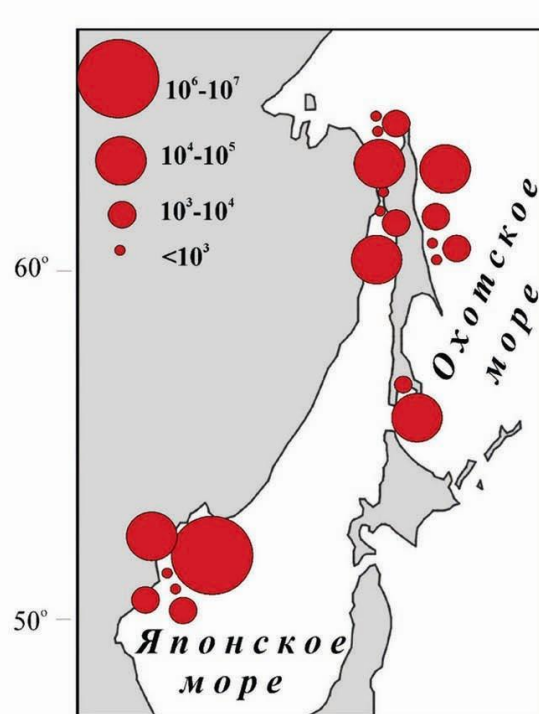 10⁶-10⁷
10⁴-10⁵
10³-10⁴
<10³
60°
50°
Охотское
море
Японское
море